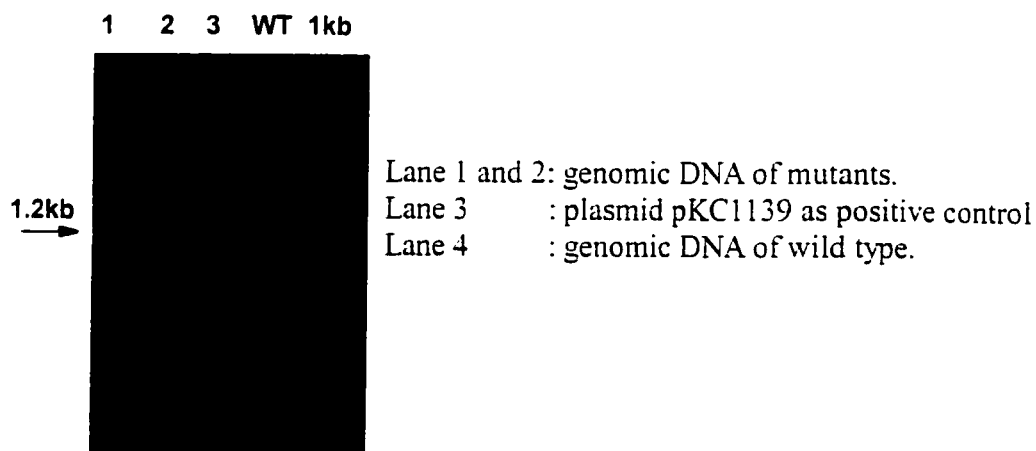 1 2 3 WT 1kb
1.2kb
Lane 1 and 2: genomic DNA of mutants.
Lane 3 : plasmid pKC1139 as positive control
Lane 4 : genomic DNA of wild type.